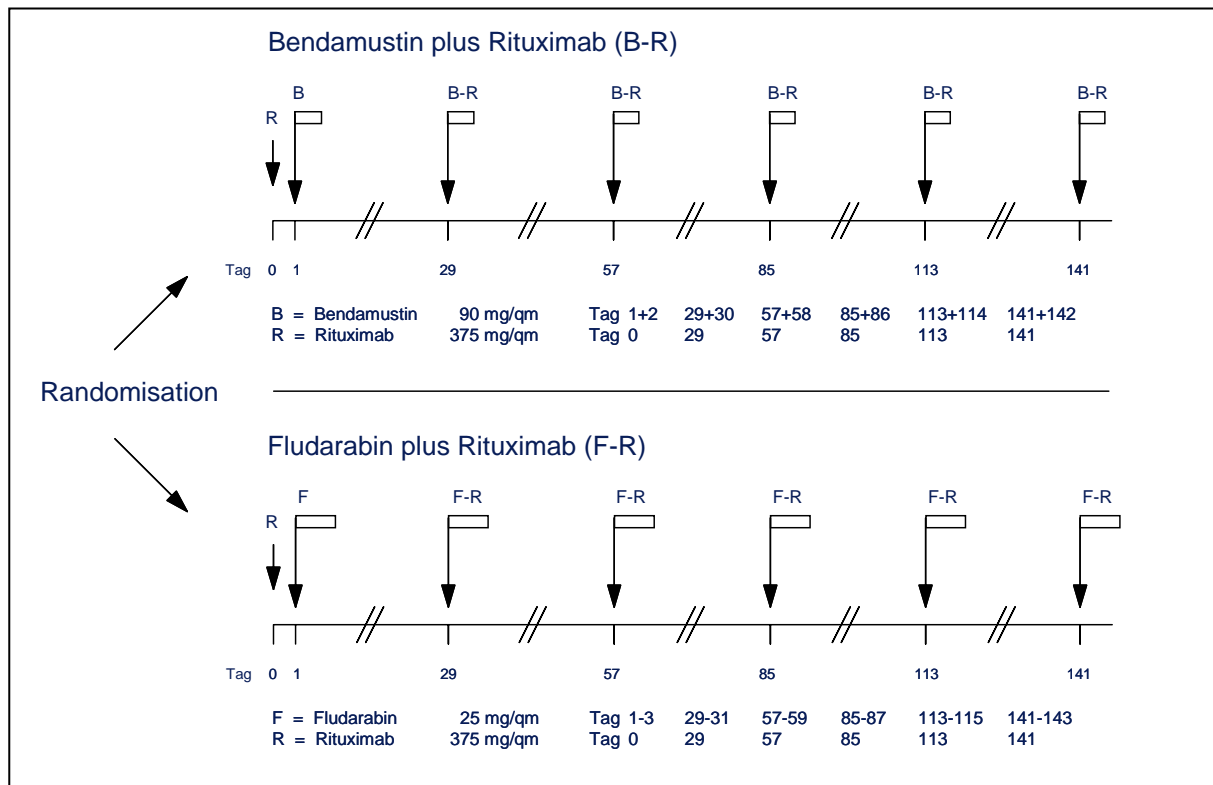 Bendamustin plus Rituximab (B-R)
B B-R B-R B-R B-R B-R
R
Tag 0 1 29 57 85 113 141
B = Bendamustin 90 mg/qm Tag 1+2 29+30 57+58 85+86 113+114 141+142
R = Rituximab 375 mg/qm Tag 0 29 57 85 113 141
Randomisation
Fludarabin plus Rituximab (F-R)
F F-R F-R F-R F-R F-R
R
Tag 0 1 29 57 85 113 141
F = Fludarabin 25 mg/qm Tag 1-3 29-31 57-59 85-87 113-115 141-143
R = Rituximab 375 mg/qm Tag 0 29 57 85 113 141